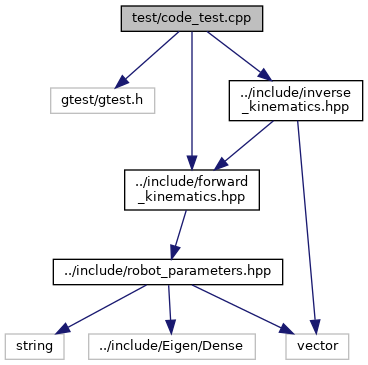 test/code_test.cpp
gtest/gtest.h
../include/inverse
_kinematics.hpp
../include/forward
_kinematics.hpp
../include/robot_parameters.hpp
string
../include/Eigen/Dense
vector